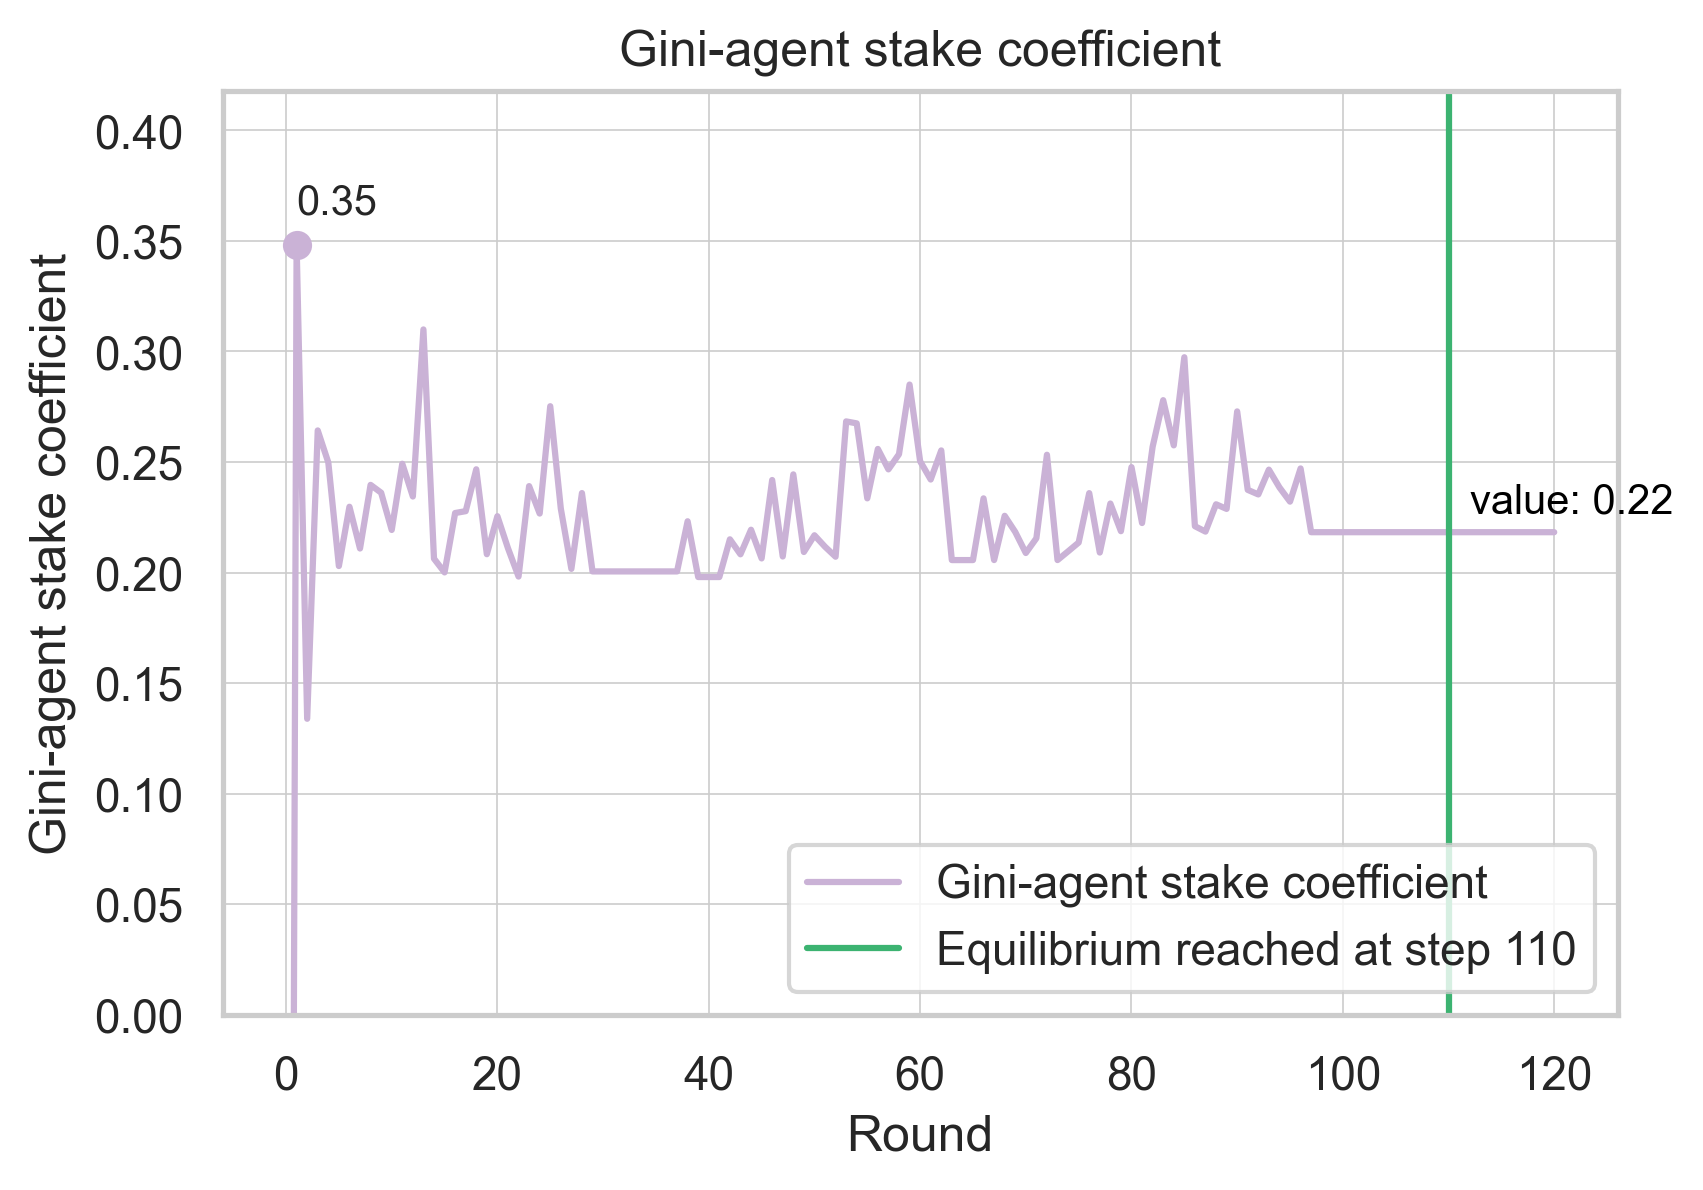 Gini-agent stake coefficient
Gini-agent stake coefficient
0.40
0.35
0.30
0.25
0.20
0.15
0.10
0.05
0.00
0.35
value: 0.22
Gini-agent stake coefficient
Equilibrium reached at step 110
0 20 40 60 80 100 120
Round